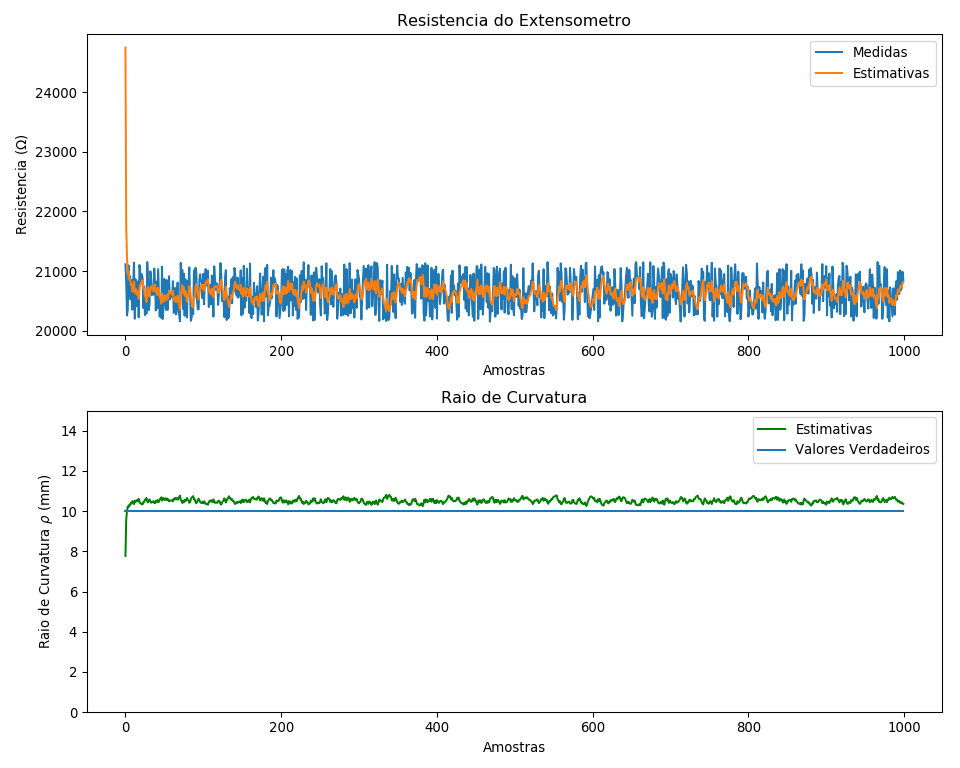 Resistencia do Extensometro
Medidas
Estimativas
24000
23000
22000
21000
20000
Resistencia (Ω)
0 200 400 600 800 1000
Amostras
Raio de Curvatura
Estimativas
Valores Verdadeiros
14
12
10
8
6
4
2
0
Raio de Curvatura ρ (mm)
0 200 400 600 800 1000
Amostras